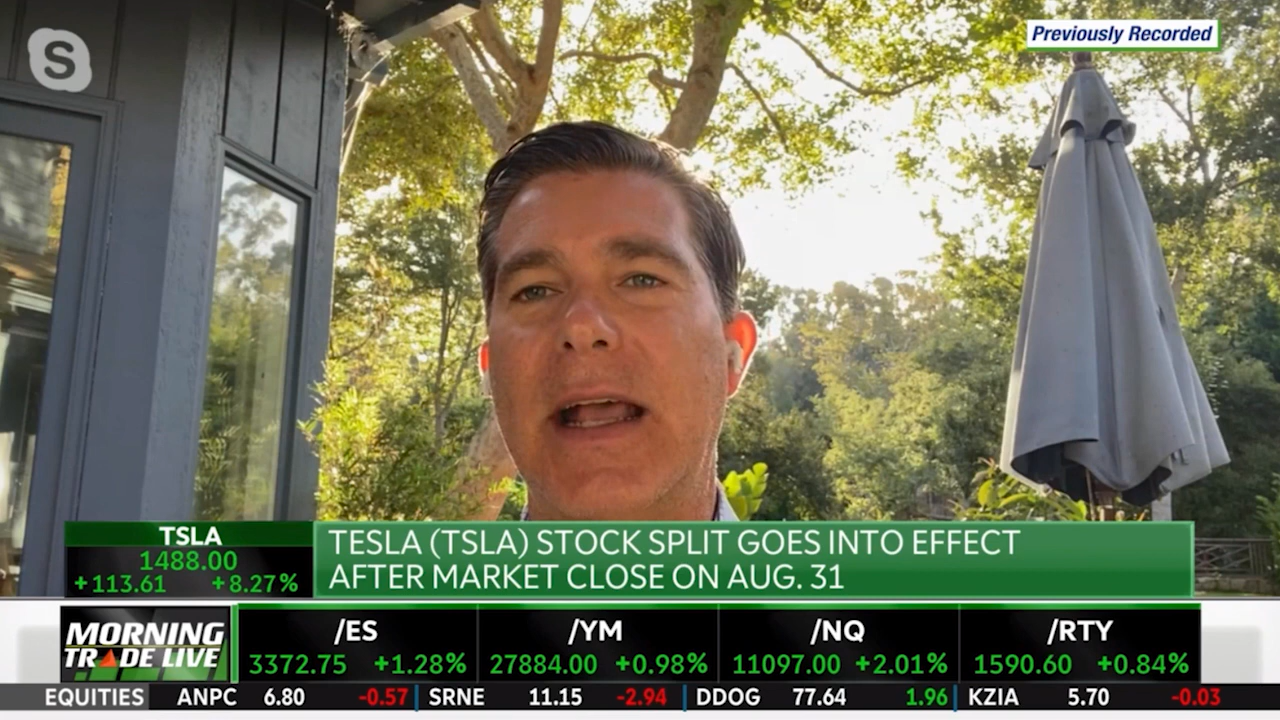 S
Previously Recorded
TSLA
1488.00
+113.61 +8.27%
TESLA (TSLA) STOCK SPLIT GOES INTO EFFECT
AFTER MARKET CLOSE ON AUG. 31
MORNING
TRADE LIVE
/ES
3372.75 +1.28%
/YM
27884.00 +0.98%
/NQ
11097.00 +2.01%
/RTY
1590.60 +0.84%
EQUITIES ANPC 6.80 -0.57 SRNE 11.15 -2.94 DDOG 77.64 1.96 KZIA 5.70 -0.03